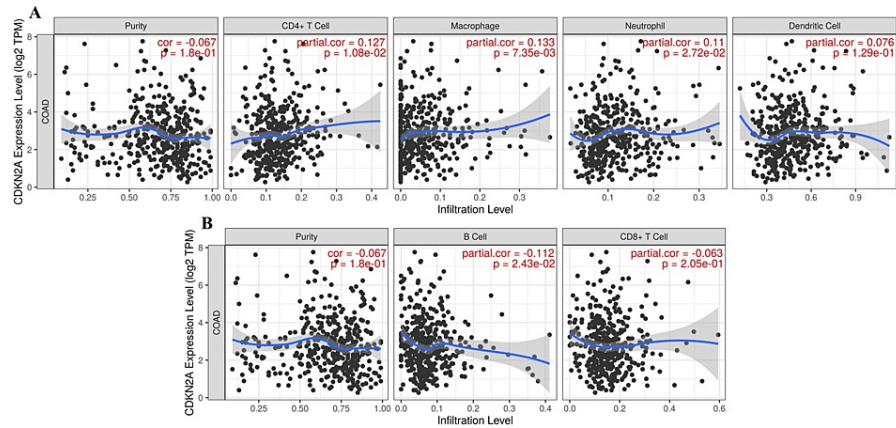 A
Purity
CD4+ T Cell
Macrophage
Neutrophil
Dendritic Cell
cor = -0.067
p = 1.8e-01
partial.cor = 0.127
p = 1.08e-02
partial.cor = 0.133
p = 7.35e-03
partial.cor = 0.11
p = 2.72e-02
partial.cor = 0.076
p = 1.29e-01
CDKN2A Expression Level (log2 TPM)
COAD
8
6
4
2
0
0.25 0.50 0.75 1.00
0.0 0.1 0.2 0.3 0.4
0.0 0.1 0.2 0.3
0.0 0.1 0.2 0.3
0.3 0.6 0.9
Infiltration Level
B
Purity
B Cell
CD8+ T Cell
cor = -0.067
p = 1.8e-01
partial.cor = -0.112
p = 2.43e-02
partial.cor = -0.063
p = 2.05e-01
CDKN2A Expression Level (log2 TPM)
COAD
8
6
4
2
0
0.25 0.50 0.75 1.00
0.0 0.1 0.2 0.3 0.4
0.0 0.2 0.4 0.6
Infiltration Level